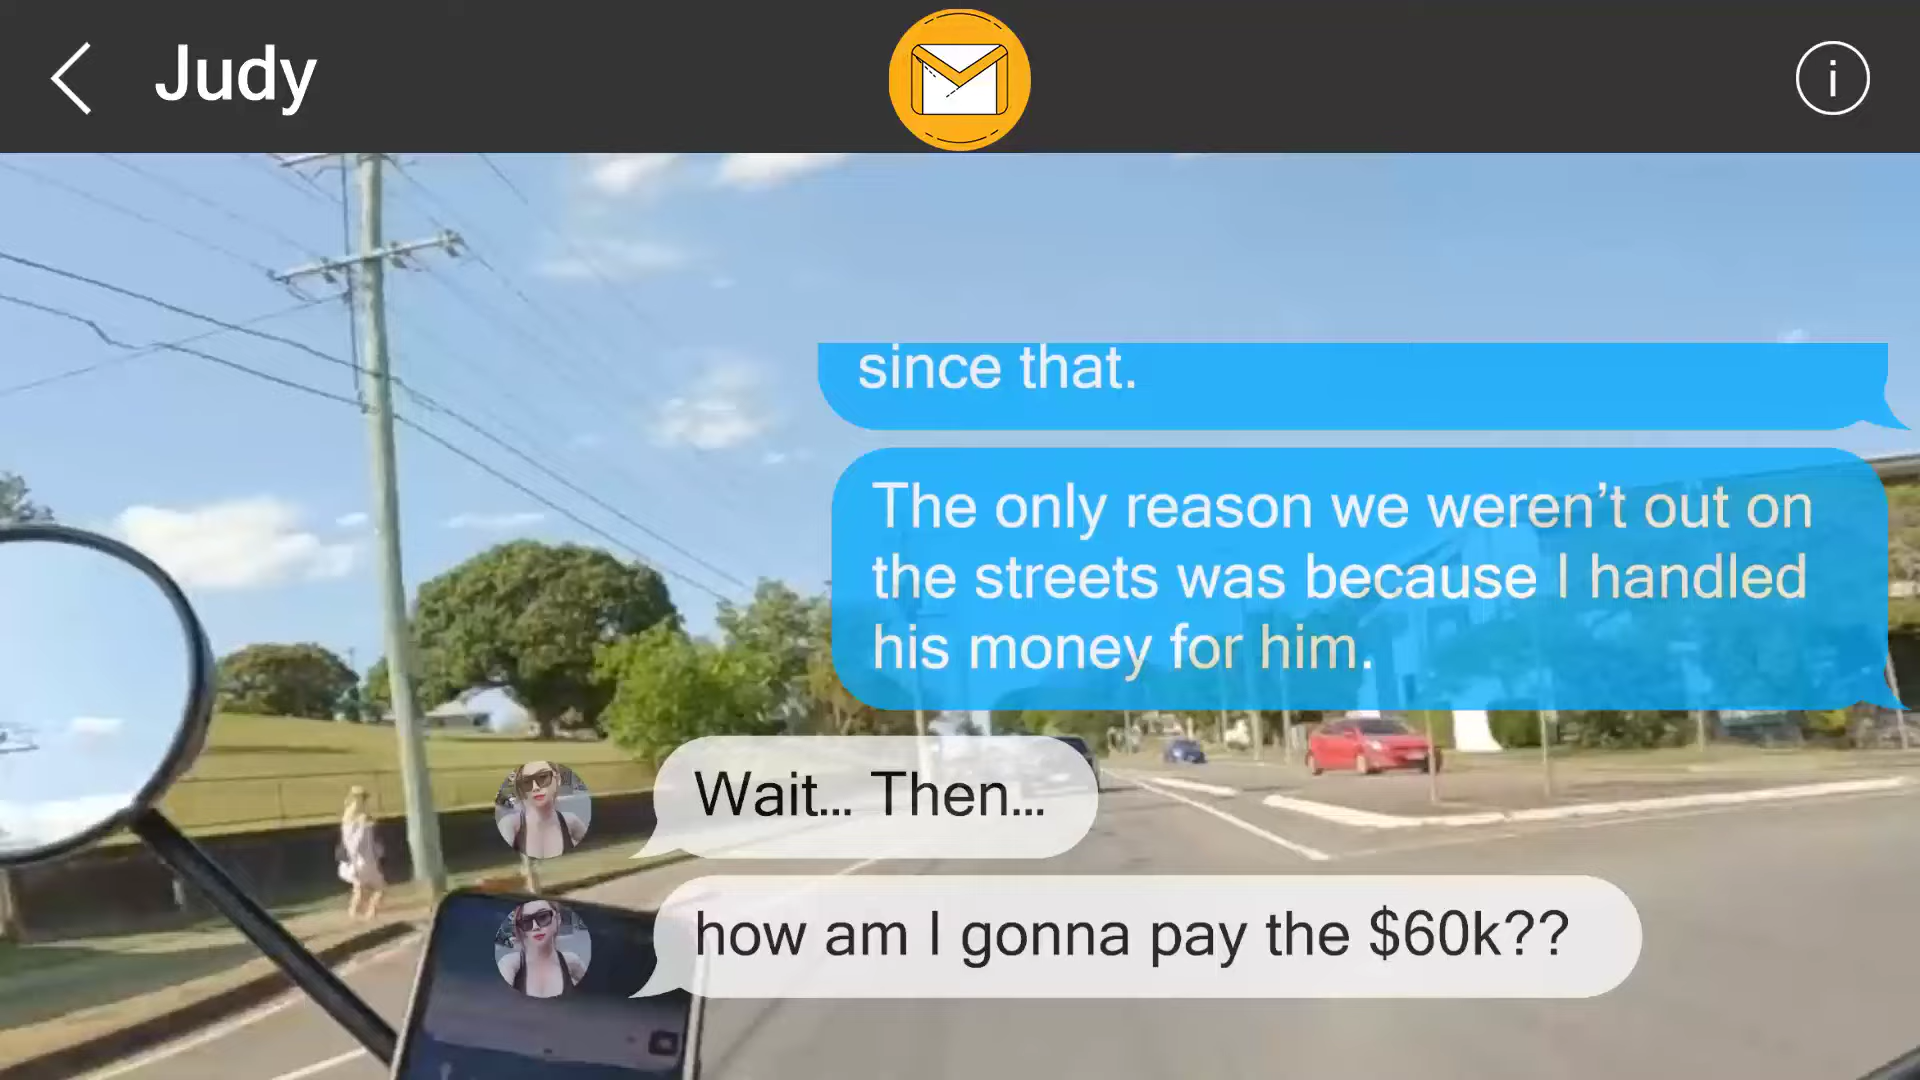 Judy
i
since that.
The only reason we weren’t out on
the streets was because I handled
his money for him.
Wait... Then...
how am I gonna pay the $60k??